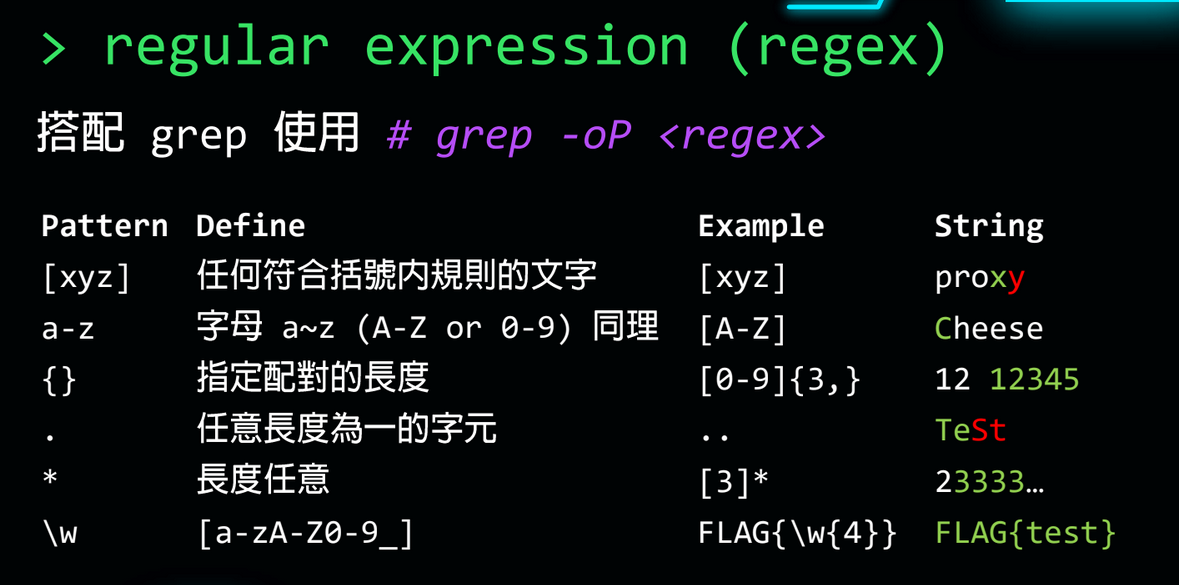 > regular expression (regex)
搭配 grep 使用 # grep -oP <regex>
Pattern Define Example String
[xyz] 任何符合括號内規則的文字 [xyz] proxy
a-z 字母 a~z (A-Z or 0-9) 同理 [A-Z] Cheese
{} 指定配對的長度 [0-9]{3,} 12 12345
. 任意長度為一的字元 .. TeSt
* 長度任意 [3]* 23333…
\w [a-zA-Z0-9_] FLAG{\w{4}} FLAG{test}